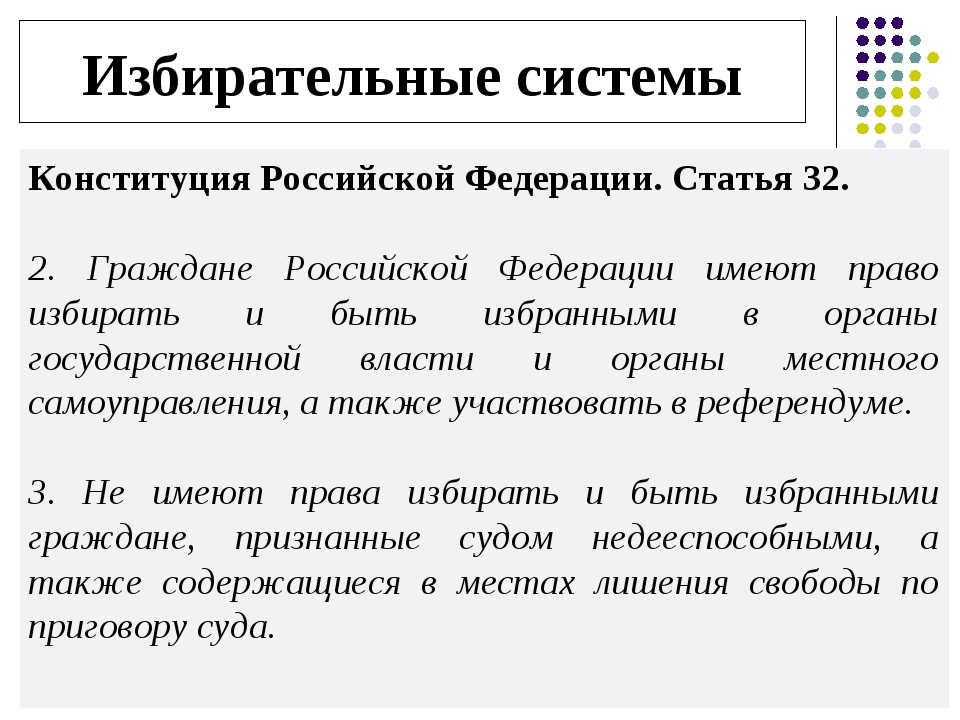 Избирательные системы
Конституция Российской Федерации. Статья 32.
2. Граждане Российской Федерации имеют право
избирать и быть избранными в органы
государственной власти и органы местного
самоуправления, а также участвовать в референдуме.
3. Не имеют права избирать и быть избранными
граждане, признанные судом недееспособными, а
также содержащиеся в местах лишения свободы по
приговору суда.